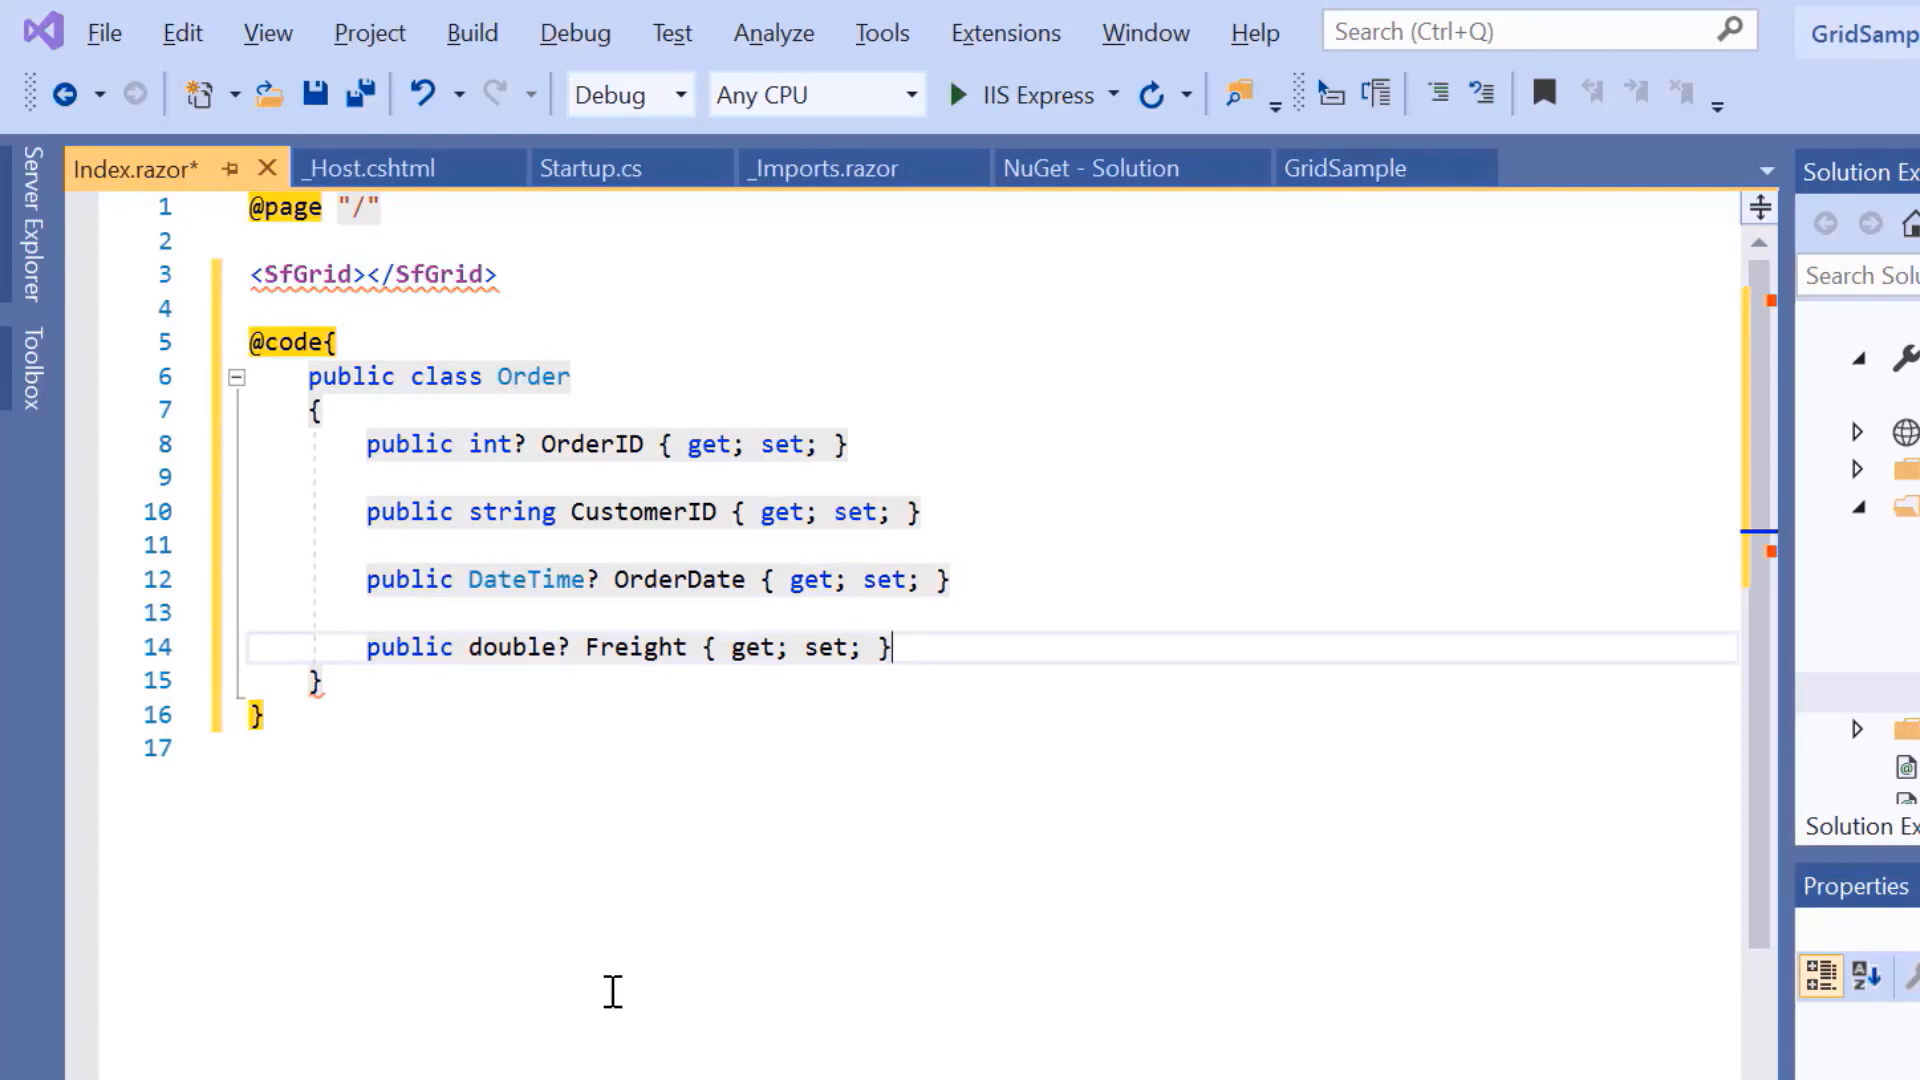 File Edit View Project Build Debug Test Analyze Tools Extensions Window Help Search (Ctrl+Q) GridSamp
Debug Any CPU IIS Express
Server Explorer
Toolbox
Index.razor* _Host.cshtml Startup.cs _Imports.razor NuGet - Solution GridSample
1 @page "/"
2
3 <SfGrid></SfGrid>
4
5 @code{
6 public class Order
7 {
8 public int? OrderID { get; set; }
9
10 public string CustomerID { get; set; }
11
12 public DateTime? OrderDate { get; set; }
13
14 public double? Freight { get; set; }
15 }
16 }
17
Solution Ex
Search Solu
Solution Ex
Properties